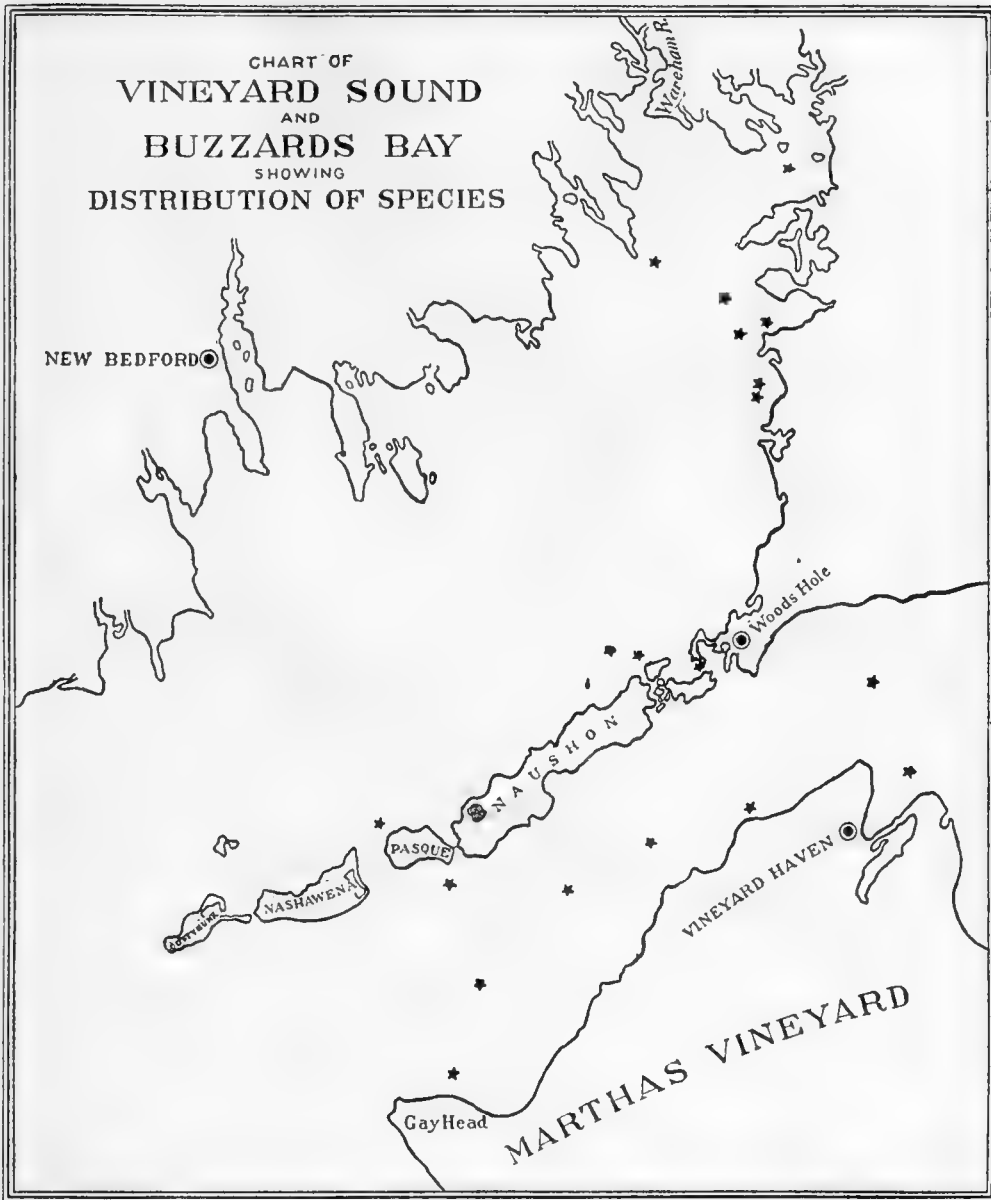 CHART OF
VINEYARD SOUND
AND
BUZZARDS BAY
SHOWING
DISTRIBUTION OF SPECIES
Wareham R.
NEW BEDFORD
Woods Hole
NAUSHON
PASQUE
NASHAWENA
VINEYARD HAVEN
MARTHAS VINEYARD
Gay Head